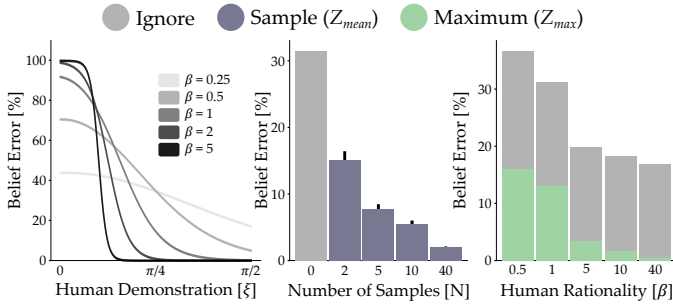 Ignore
Sample (Z_mean)
Maximum (Z_max)
Belief Error [%]
100
80
60
40
20
0
β = 0.25
β = 0.5
β = 1
β = 2
β = 5
0
π/4
π/2
Human Demonstration [ξ]
Belief Error [%]
30
20
10
0
0
2
5
10
40
Number of Samples [N]
Belief Error [%]
30
20
10
0
0.5
1
5
10
40
Human Rationality [β]